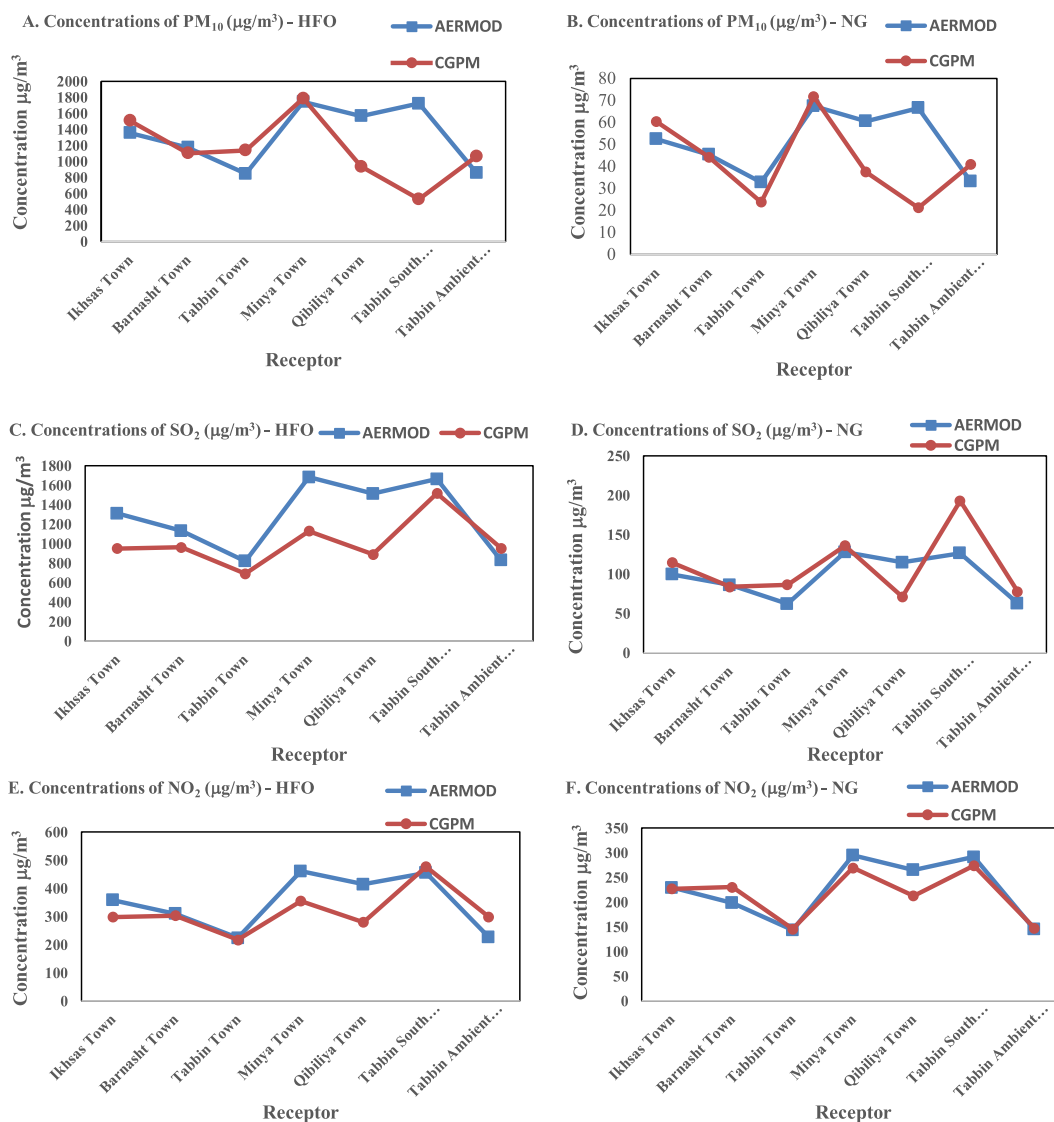 A. Concentrations of PM₁₀ (µg/m³) - HFO
AERMOD
CGPM
Concentration µg/m³
2000
1800
1600
1400
1200
1000
800
600
400
200
0
Ikhsas Town
Barnasht Town
Tabbin Town
Minya Town
Qibiliya Town
Tabbin South…
Tabbin Ambient…
Receptor
B. Concentrations of PM₁₀ (µg/m³) - NG
AERMOD
CGPM
Concentration µg/m³
80
70
60
50
40
30
20
10
0
Ikhsas Town
Barnasht Town
Tabbin Town
Minya Town
Qibiliya Town
Tabbin South…
Tabbin Ambient…
Receptor
C. Concentrations of SO₂ (µg/m³) - HFO
AERMOD
CGPM
Concentration µg/m³
1800
1600
1400
1200
1000
800
600
400
200
0
Ikhsas Town
Barnasht Town
Tabbin Town
Minya Town
Qibiliya Town
Tabbin South…
Tabbin Ambient…
Receptor
D. Concentrations of SO₂ (µg/m³) - NG
AERMOD
CGPM
Concentration µg/m³
250
200
150
100
50
0
Ikhsas Town
Barnasht Town
Tabbin Town
Minya Town
Qibiliya Town
Tabbin South…
Tabbin Ambient…
Receptor
E. Concentrations of NO₂ (µg/m³) - HFO
AERMOD
CGPM
Concentration µg/m³
600
500
400
300
200
100
0
Ikhsas Town
Barnasht Town
Tabbin Town
Minya Town
Qibiliya Town
Tabbin South…
Tabbin Ambient…
Receptor
F. Concentrations of NO₂ (µg/m³) - NG
AERMOD
CGPM
Concentration µg/m³
350
300
250
200
150
100
50
0
Ikhsas Town
Barnasht Town
Tabbin Town
Minya Town
Qibiliya Town
Tabbin South…
Tabbin Ambient…
Receptor